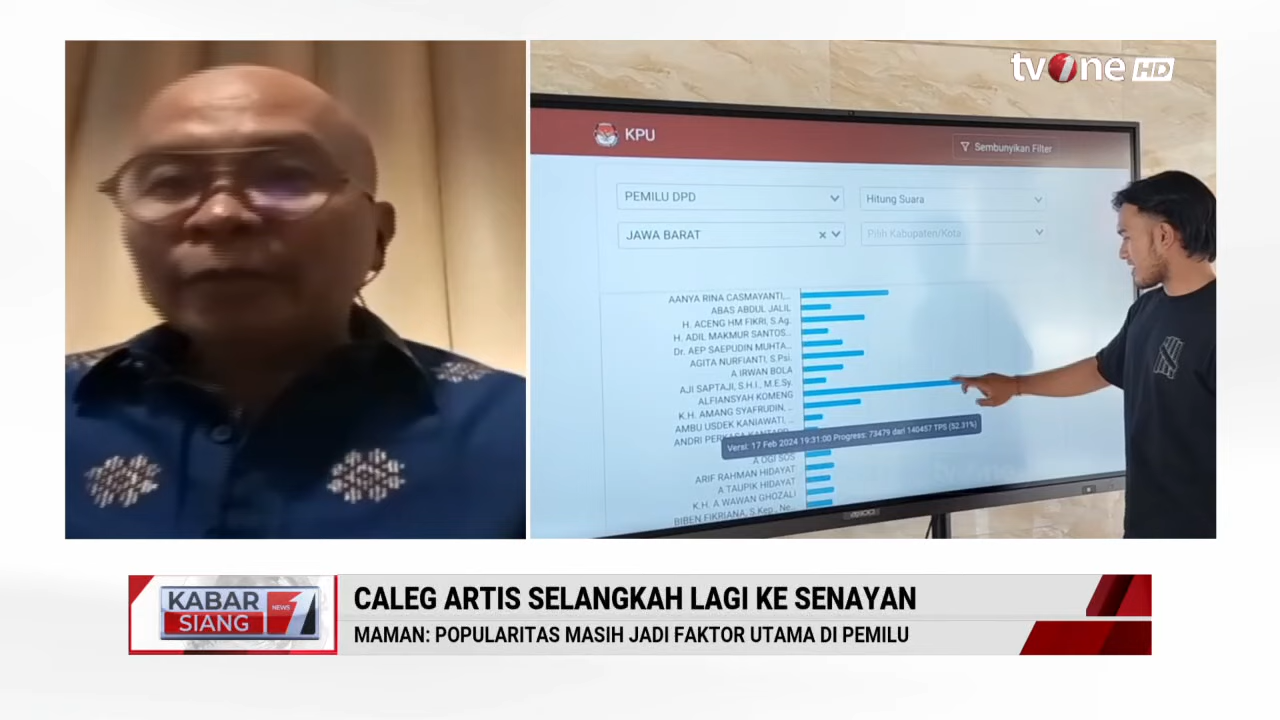 tvOne HD
KPU
Sembunyikan Filter
PEMILU DPD
Hitung Suara
JAWA BARAT
Pilih Kabupaten/Kota
AANYA RINA CASMAYANTI,...
ABAS ABDUL JALIL
H. ACENG HM FIKRI, S.Ag.
H. ADIL MAKMUR SANTOS...
Dr. AEP SAEPUDIN MUHTA...
AGITA NURFIANTI, S.Psi.
A IRWAN BOLA
AJI SAPTAJI, S.H.I., M.E.Sy.
ALFIANSYAH KOMENG
K.H. AMANG SYAFRUDIN, ...
AMBU USDEK KANIAWATI, ...
ANDRI
Versi: 17 Feb 2024 19:31:00 Progress: 73479 dari 140457 TPS (52.31%)
A OGI SOS
ARIF RAHMAN HIDAYAT
A TAUPIK HIDAYAT
K.H. A WAWAN GHOZALI
BIBEN FIKRIANA, S.Kep., Ne...
KABAR
SIANG
NEWS 1
CALEG ARTIS SELANGKAH LAGI KE SENAYAN
MAMAN: POPULARITAS MASIH JADI FAKTOR UTAMA DI PEMILU